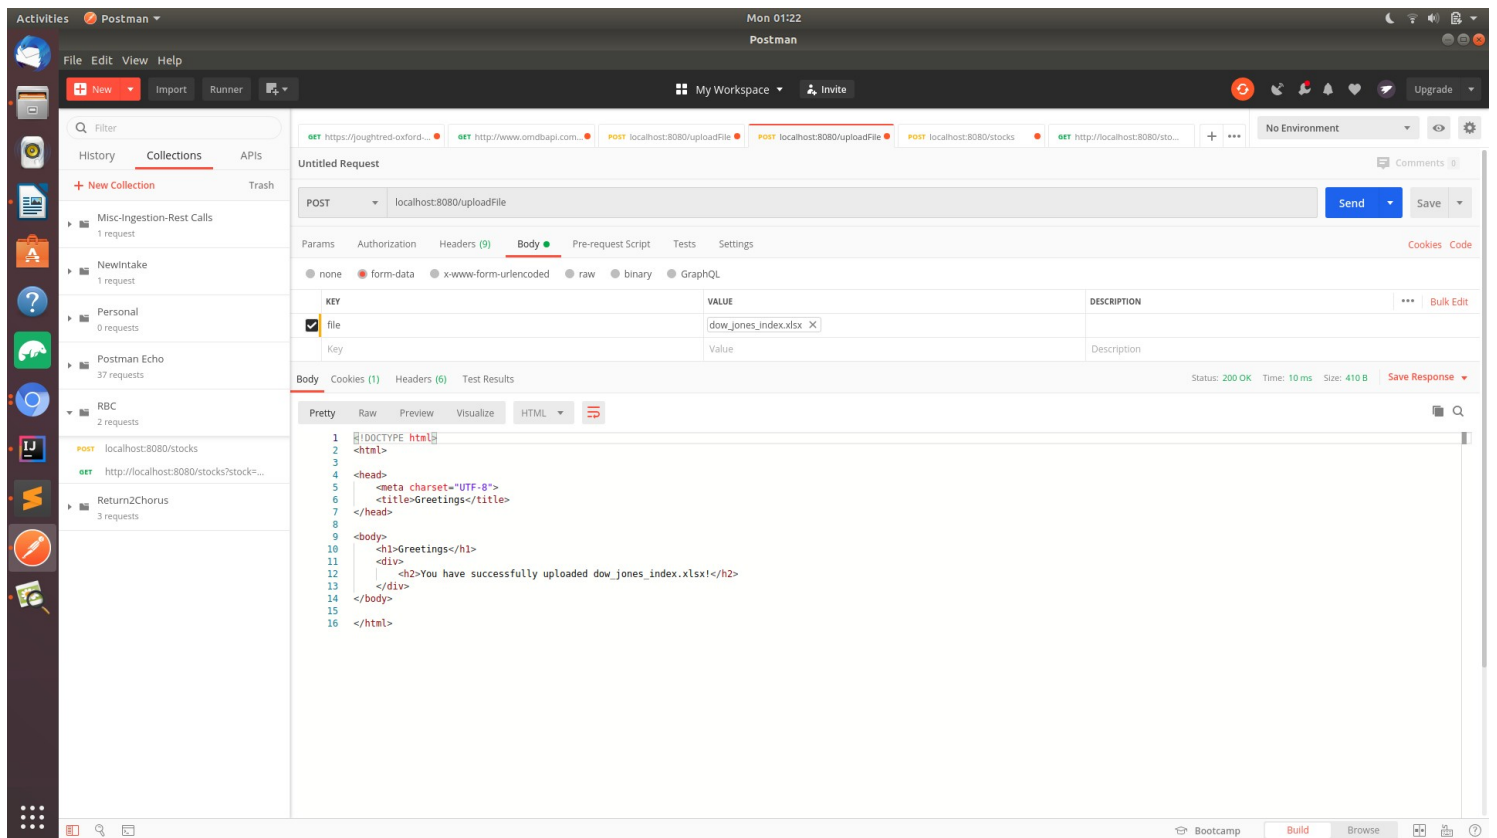 Activities Postman Mon 01:22
Postman
File Edit View Help
New Import Runner My Workspace Invite Upgrade
Filter
History Collections APIs
+ New Collection Trash
Misc-Ingestion-Rest Calls
1 request
NewIntake
1 request
Personal
0 requests
Postman Echo
37 requests
RBC
2 requests
POST localhost:8080/stocks
GET http://localhost:8080/stocks?stock=...
Return2Chorus
3 requests
GET https://joughtred-oxford-... GET http://www.omdbapi.com... POST localhost:8080/uploadFile POST localhost:8080/uploadFile POST localhost:8080/stocks GET http://localhost:8080/sto... + ... No Environment
Untitled Request Comments 0
POST localhost:8080/uploadFile Send Save
Params Authorization Headers (9) Body Pre-request Script Tests Settings Cookies Code
none form-data x-www-form-urlencoded raw binary GraphQL
KEY VALUE DESCRIPTION ... Bulk Edit
file dow_jones_index.xlsx X
Key Value Description
Body Cookies (1) Headers (6) Test Results Status: 200 OK Time: 10 ms Size: 410 B Save Response
Pretty Raw Preview Visualize HTML
1 <!DOCTYPE html>
2 <html>
3
4 <head>
5 <meta charset="UTF-8">
6 <title>Greetings</title>
7 </head>
8
9 <body>
10 <h1>Greetings</h1>
11 <div>
12 <h2>You have successfully uploaded dow_jones_index.xlsx!</h2>
13 </div>
14 </body>
15
16 </html>
Bootcamp Build Browse